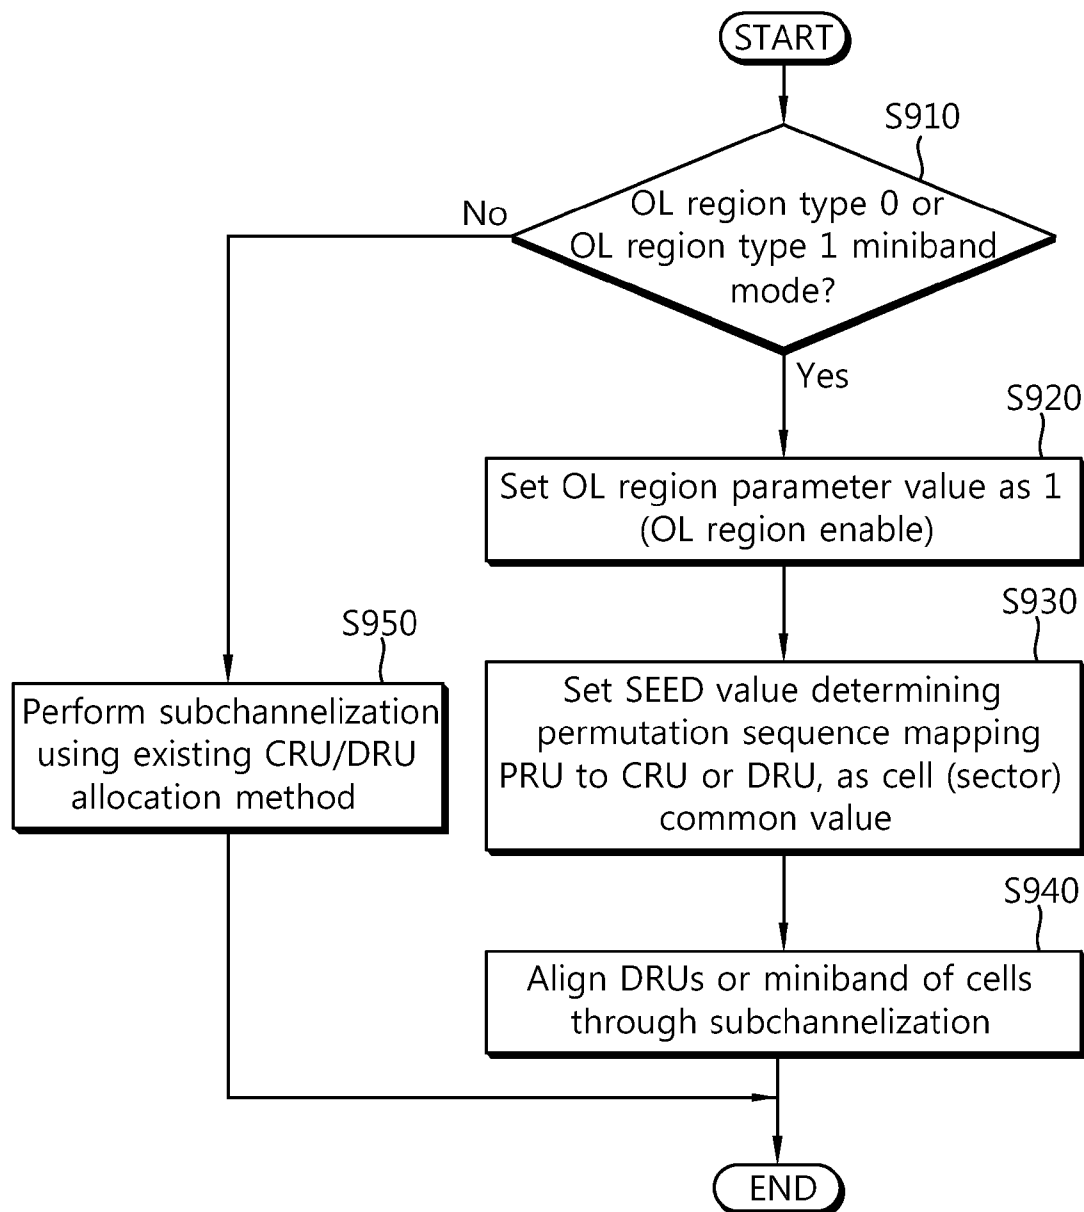 START
S910
OL region type 0 or
OL region type 1 miniband
mode?
No
Yes
S920
Set OL region parameter value as 1
(OL region enable)
S930
Set SEED value determining
permutation sequence mapping
PRU to CRU or DRU, as cell (sector)
common value
S950
Perform subchannelization
using existing CRU/DRU
allocation method
S940
Align DRUs or miniband of cells
through subchannelization
END